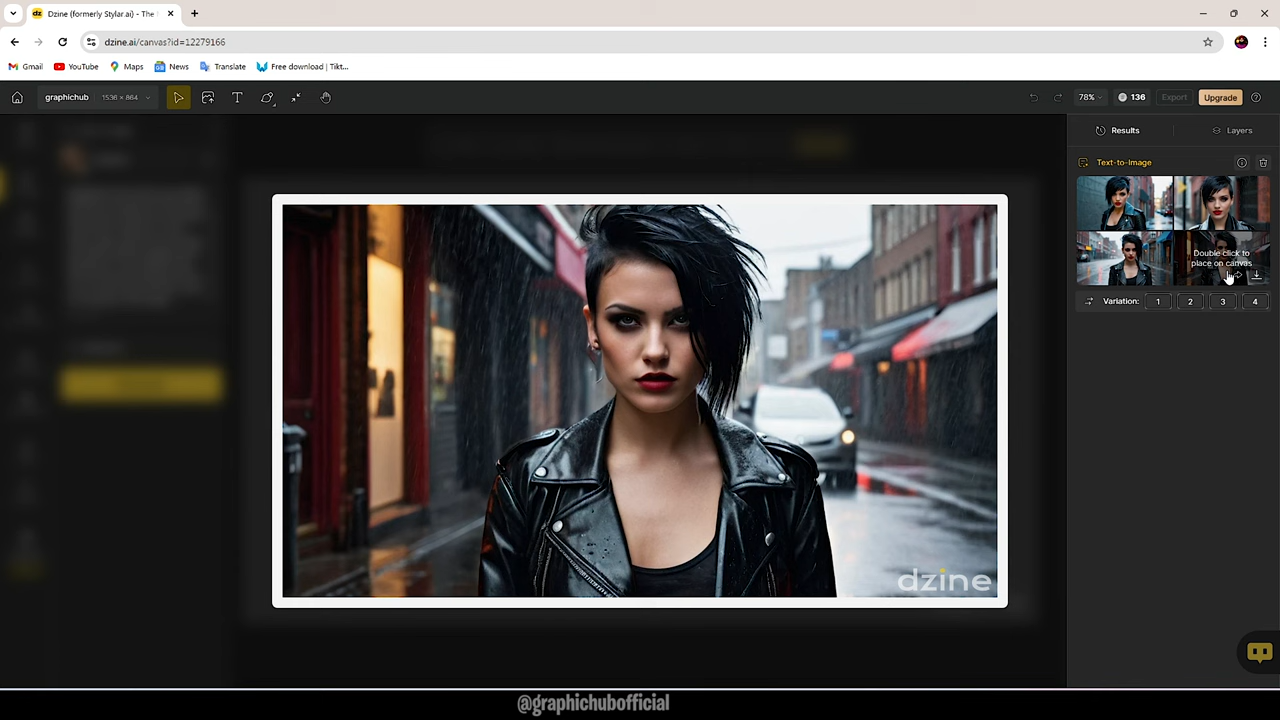 Dzine (formerly Stylar.ai) - The
dzine.ai/canvas?id=12279166
Gmail
YouTube
Maps
News
Translate
Free download | Tikt...
graphichub
1536 × 864
78%
136
Export
Upgrade
Results
Layers
Text-to-Image
Double click to
place on canvas
Variation:
1
2
3
4
dzine
@graphichubofficial